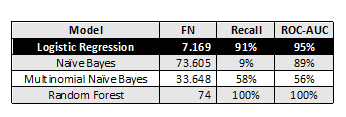 Model FN Recall ROC-AUC
Logistic Regression 7.169 91% 95%
Naïve Bayes 73.605 9% 89%
Multinomial Naïve Bayes 33.648 58% 56%
Random Forest 74 100% 100%